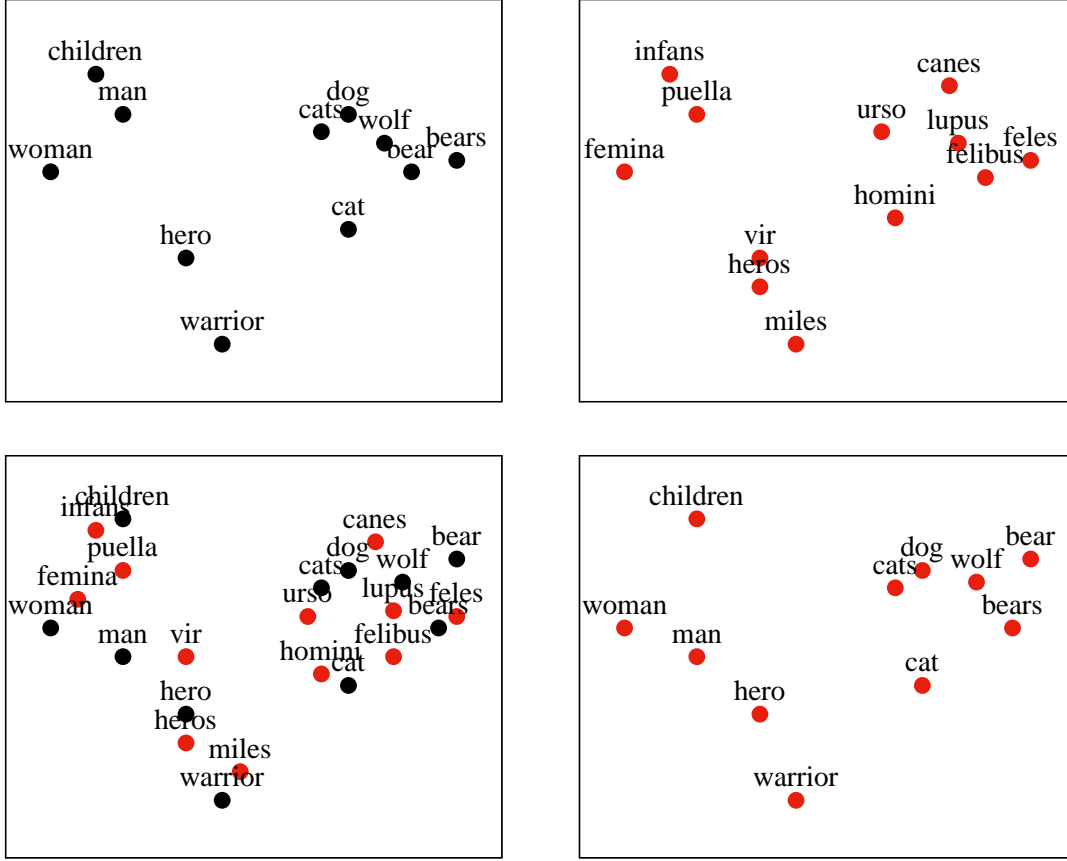 children
man
dog
cats
wolf
bears
woman
bear
cat
hero
warrior
infans
canes
puella
urso
lupus
feles
femina
felibus
homini
vir
heros
miles
children
infans
canes
puella
dog
bear
cats
wolf
femina
urso
lupus
feles
woman
bears
man
vir
felibus
homini
cat
hero
heros
miles
warrior
children
dog
bear
cats
wolf
woman
bears
man
cat
hero
warrior